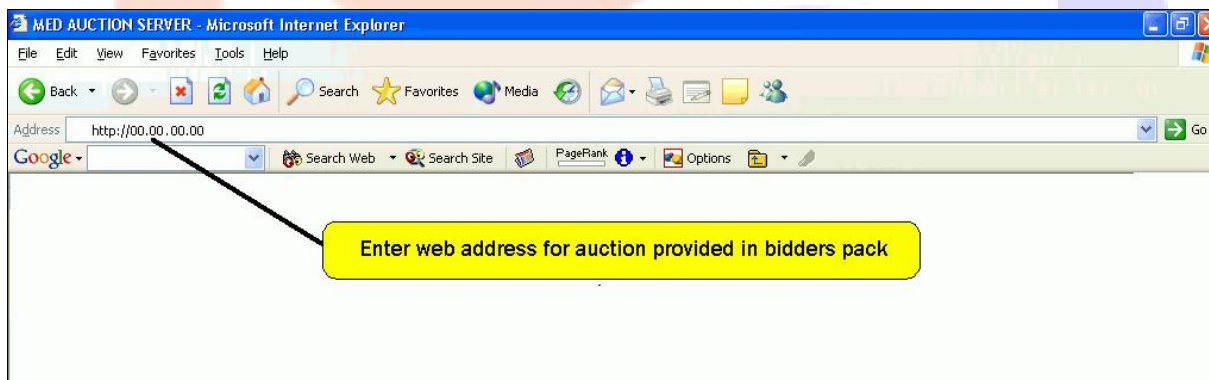 MED AUCTION SERVER - Microsoft Internet Explorer
File Edit View Favorites Tools Help
Back Search Favorites Media
Address http://00.00.00.00 Go
Google Search Web Search Site PageRank Options
Enter web address for auction provided in bidders pack